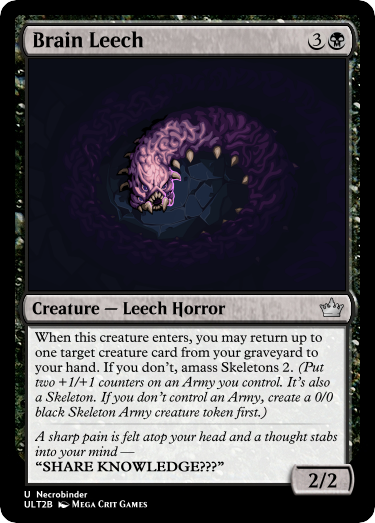 Brain Leech 3
Creature — Leech Horror
When this creature enters, you may return up to
one target creature card from your graveyard to
your hand. If you don't, amass Skeletons 2. (Put
two +1/+1 counters on an Army you control. It's also
a Skeleton. If you don't control an Army, create a 0/0
black Skeleton Army creature token first.)
A sharp pain is felt atop your head and a thought stabs
into your mind —
“SHARE KNOWLEDGE???”
2/2
U Necrobinder
ULT2B Mega Crit Games